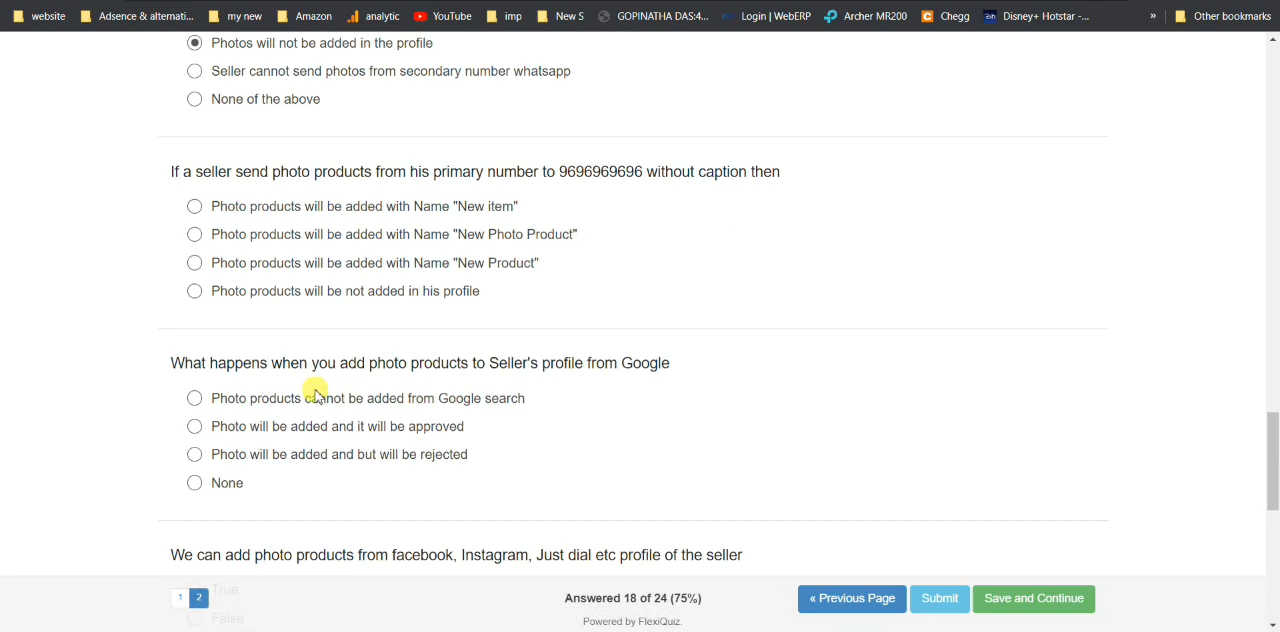 website Adsence & alternati... my new Amazon analytic YouTube imp New S GOPINATHA DAS:4... Login | WebERP Archer MR200 Chegg Disney+ Hotstar -... » Other bookmarks
Photos will not be added in the profile
Seller cannot send photos from secondary number whatsapp
None of the above
If a seller send photo products from his primary number to 9696969696 without caption then
Photo products will be added with Name "New item"
Photo products will be added with Name "New Photo Product"
Photo products will be added with Name "New Product"
Photo products will be not added in his profile
What happens when you add photo products to Seller's profile from Google
Photo products cannot be added from Google search
Photo will be added and it will be approved
Photo will be added and but will be rejected
None
We can add photo products from facebook, Instagram, Just dial etc profile of the seller
True
1 2 Answered 18 of 24 (75%) « Previous Page Submit Save and Continue
False
Powered by FlexiQuiz.